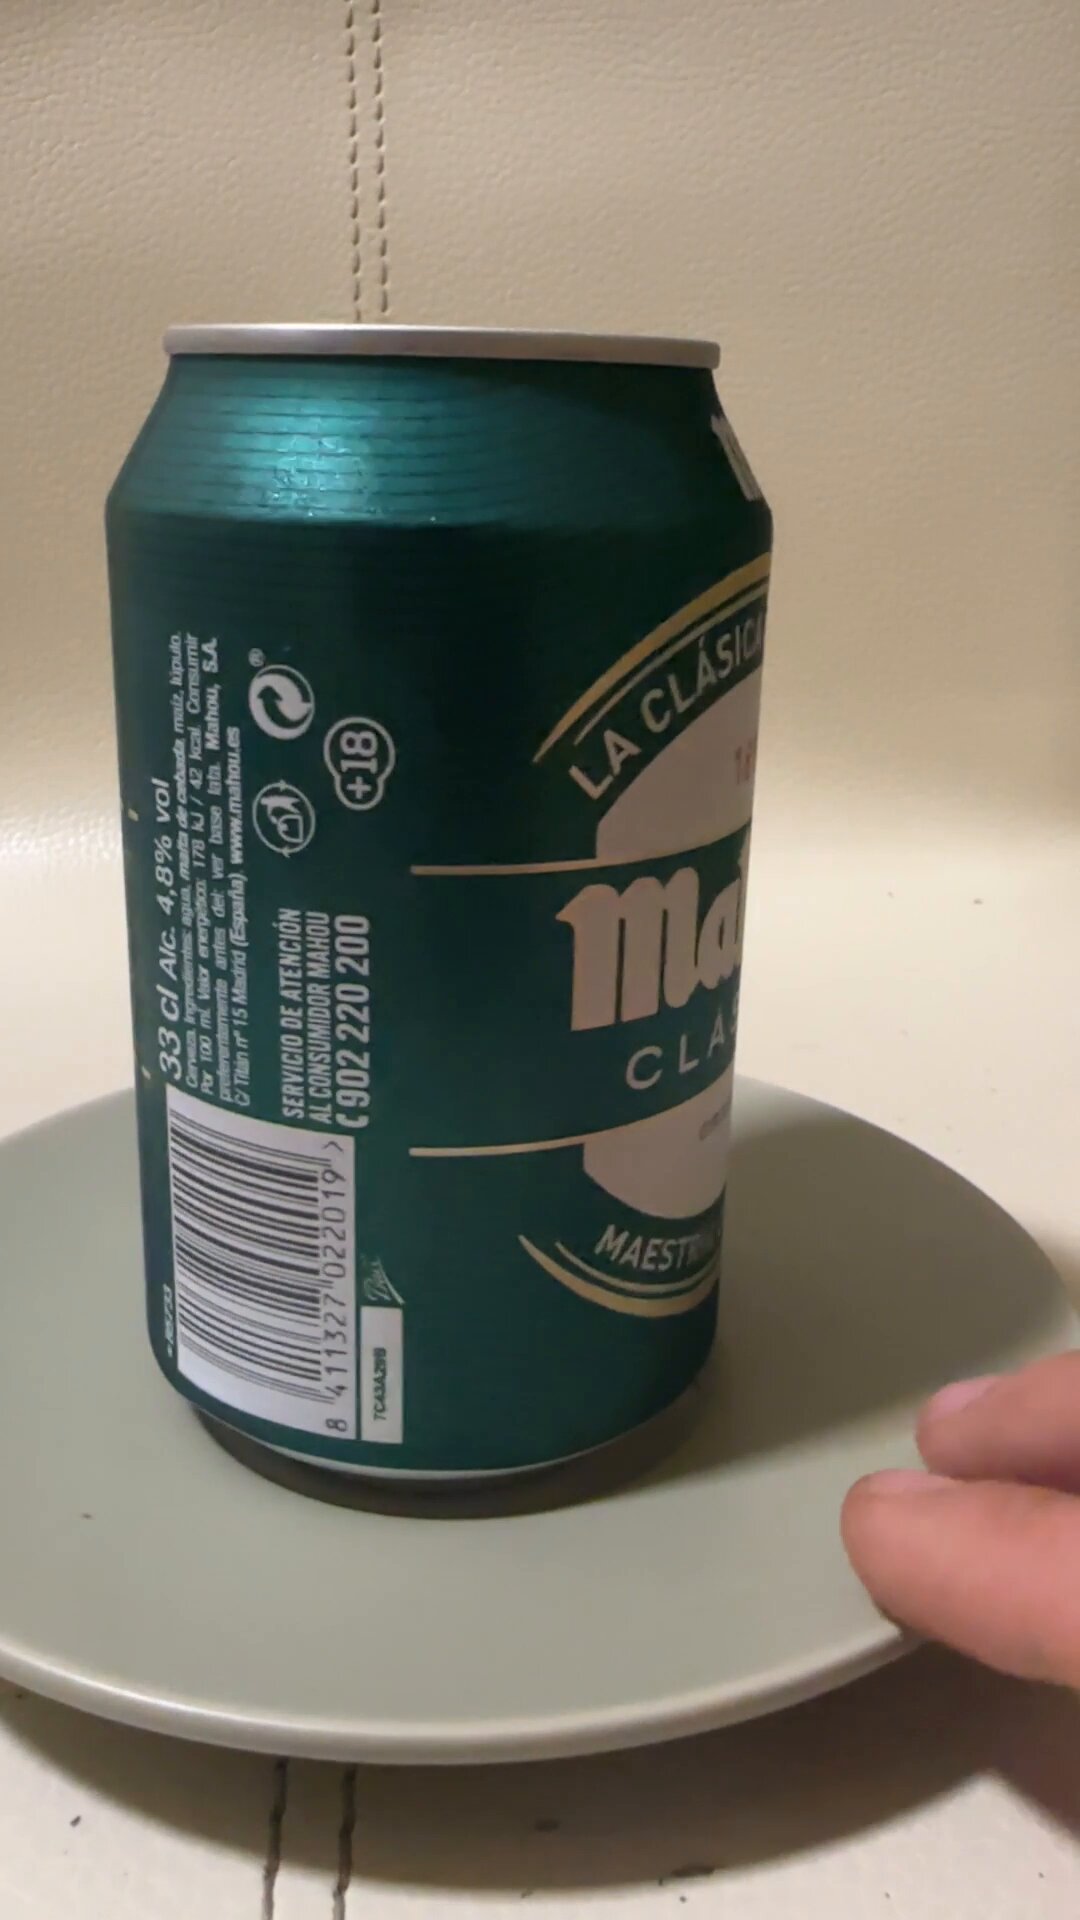 33 cl Alc. 4,8% vol
Cerveza. Ingredientes: agua, malta de cebada, maíz, lúpulo.
Por 100 ml. Valor energético: 178 kJ / 42 kcal. Consumir
preferentemente antes del: ver base lata. Mahou, S.A.
C/ Titán nº 15 Madrid (España) www.mahou.es
+18
SERVICIO DE ATENCIÓN
AL CONSUMIDOR MAHOU
902 220 200
8 411327 022019 >
LA CLÁSICA
Mah
CLAS
MAESTR